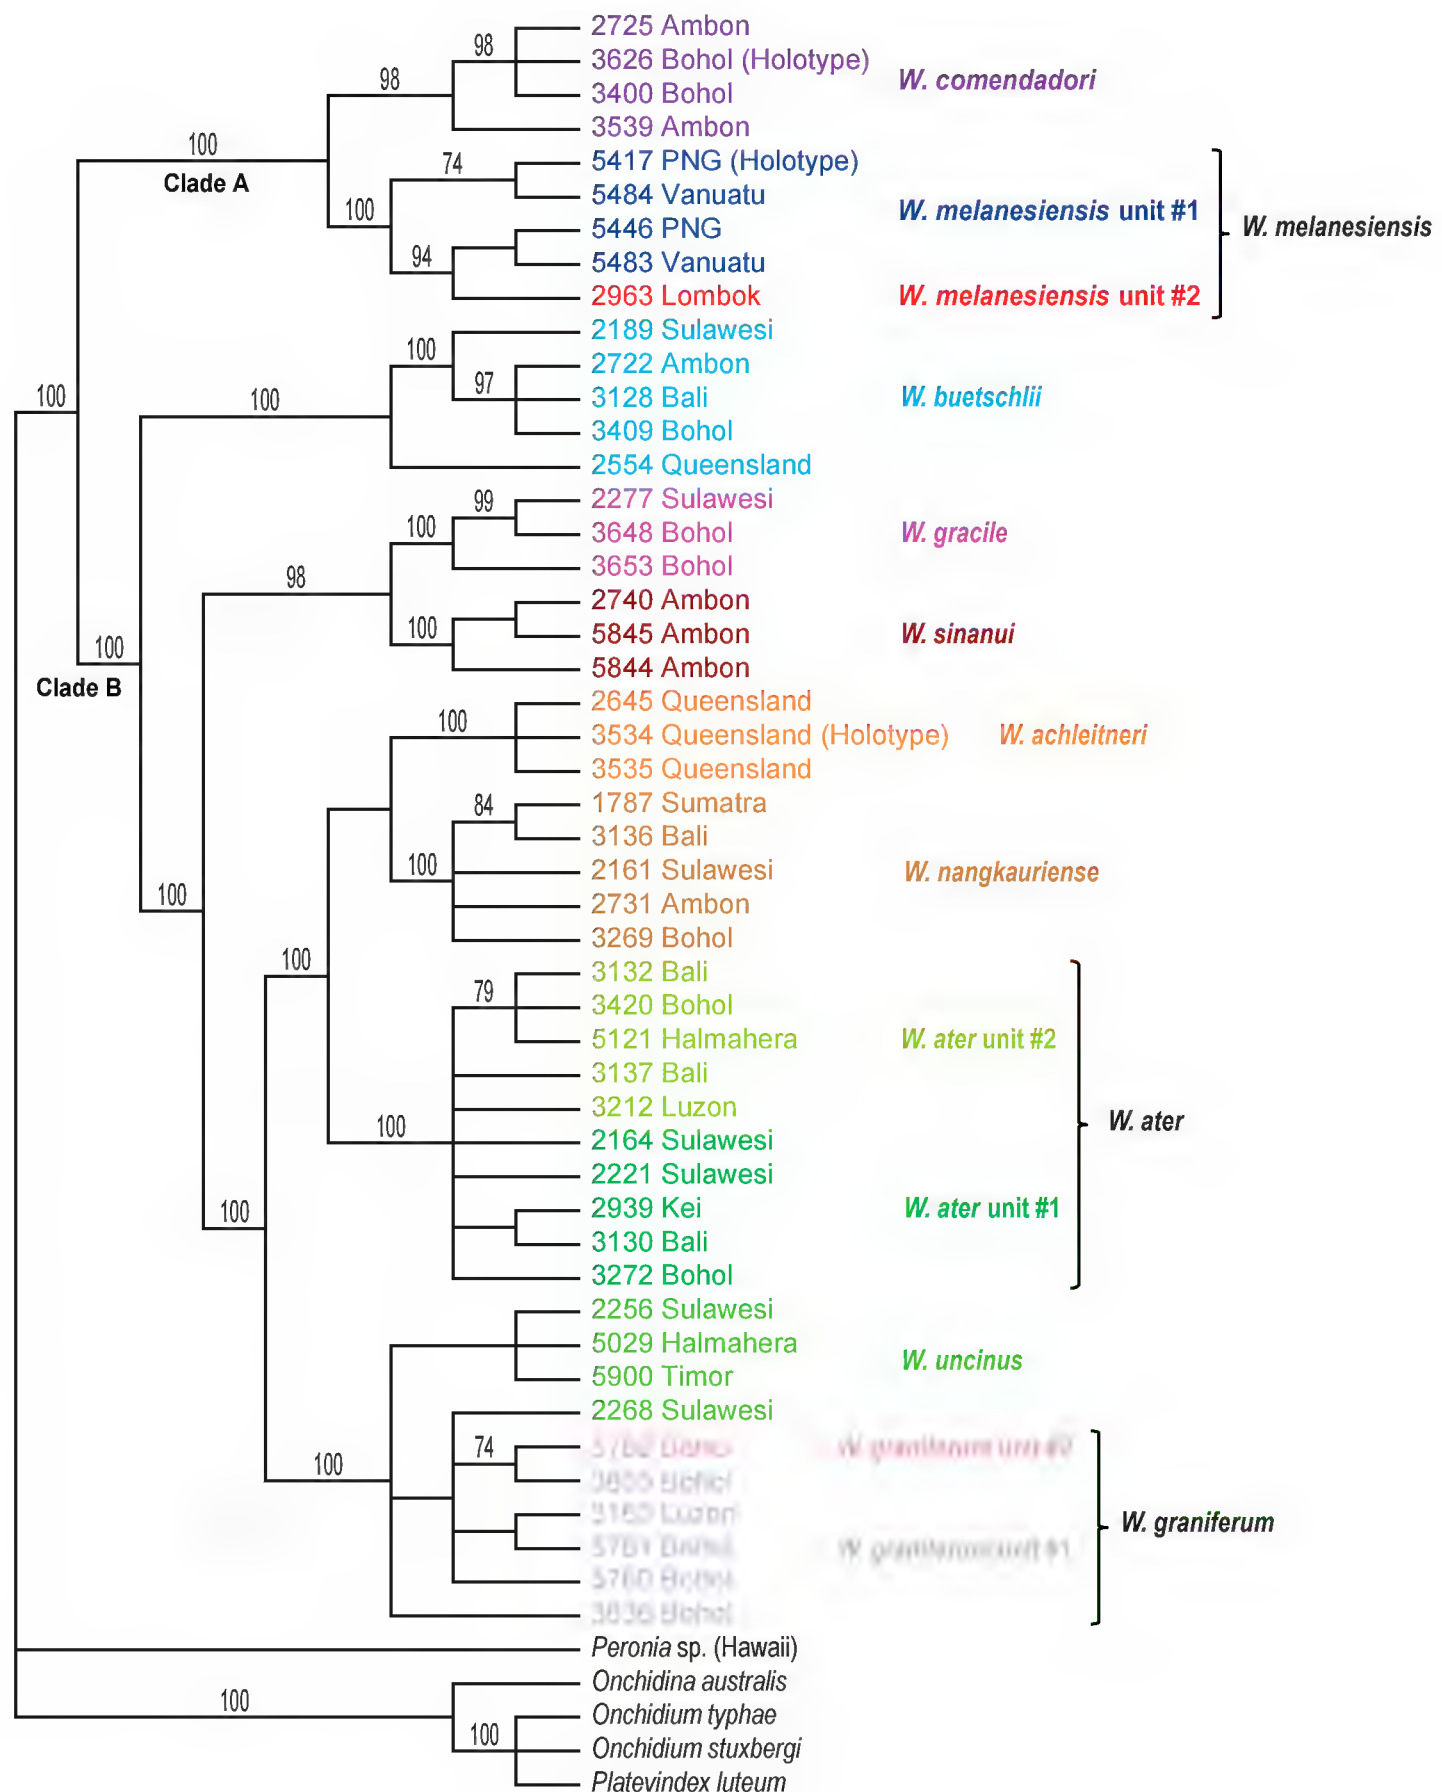 2725 Ambon
98
3626 Bohol (Holotype)
W. comendadori
98
3400 Bohol
3539 Ambon
100
Clade A
74
5417 PNG (Holotype)
5484 Vanuatu
W. melanesiensis unit #1
100
5446 PNG
W. melanesiensis
94
5483 Vanuatu
2963 Lombok
W. melanesiensis unit #2
2189 Sulawesi
100
2722 Ambon
97
3128 Bali
W. buetschlii
100
100
3409 Bohol
2554 Queensland
2277 Sulawesi
99
100
3648 Bohol
W. gracile
3653 Bohol
98
2740 Ambon
100
5845 Ambon
W. sinanui
100
5844 Ambon
Clade B
2645 Queensland
100
3534 Queensland (Holotype)
W. achleitneri
3535 Queensland
1787 Sumatra
84
3136 Bali
100
2161 Sulawesi
W. nangkauriense
100
2731 Ambon
3269 Bohol
100
3132 Bali
79
3420 Bohol
5121 Halmahera
W. ater unit #2
3137 Bali
3212 Luzon
W. ater
100
2164 Sulawesi
2221 Sulawesi
100
2939 Kei
W. ater unit #1
3130 Bali
3272 Bohol
2256 Sulawesi
5029 Halmahera
W. uncinus
5900 Timor
2268 Sulawesi
74
100
Bohol
Luzon
W. graniferum
Bohol
Bohol
Peronia sp. (Hawaii)
Onchidina australis
100
Onchidium typhae
100
Onchidium stuxbergi
Platevindex luteum